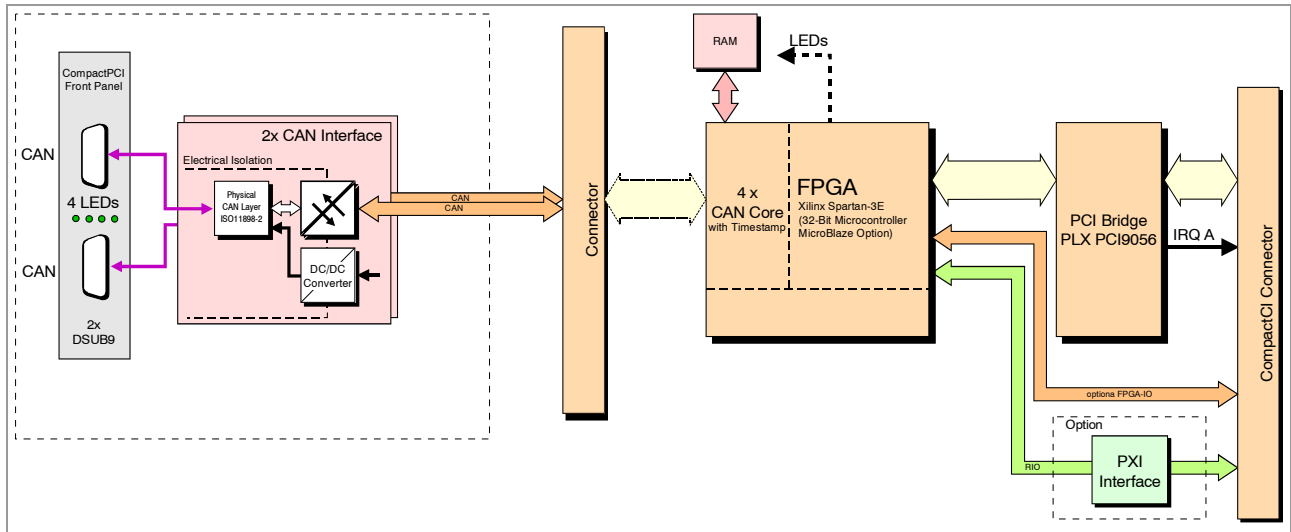 CompactPCI
Front Panel
CAN
4 LEDs
CAN
2x
DSUB9
2x CAN Interface
Electrical Isolation
Physical
CAN Layer
ISO11898-2
DC/DC
Converter
CAN
CAN
Connector
RAM
LEDs
4 x
CAN Core
with Timestamp
FPGA
Xilinx Spartan-3E
(32-Bit Microcontroller
MicroBlaze Option)
PCI Bridge
PLX PCI9056
IRQ A
optiona FPGA-IO
Option
RIO
PXI
Interface
CompactCI Connector